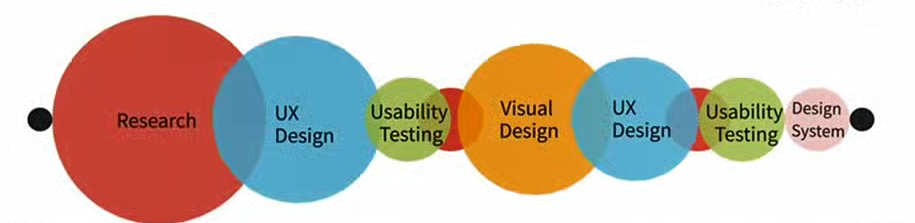 Research
UX
Design
Usability
Testing
Visual
Design
UX
Design
Usability
Testing
Design
System